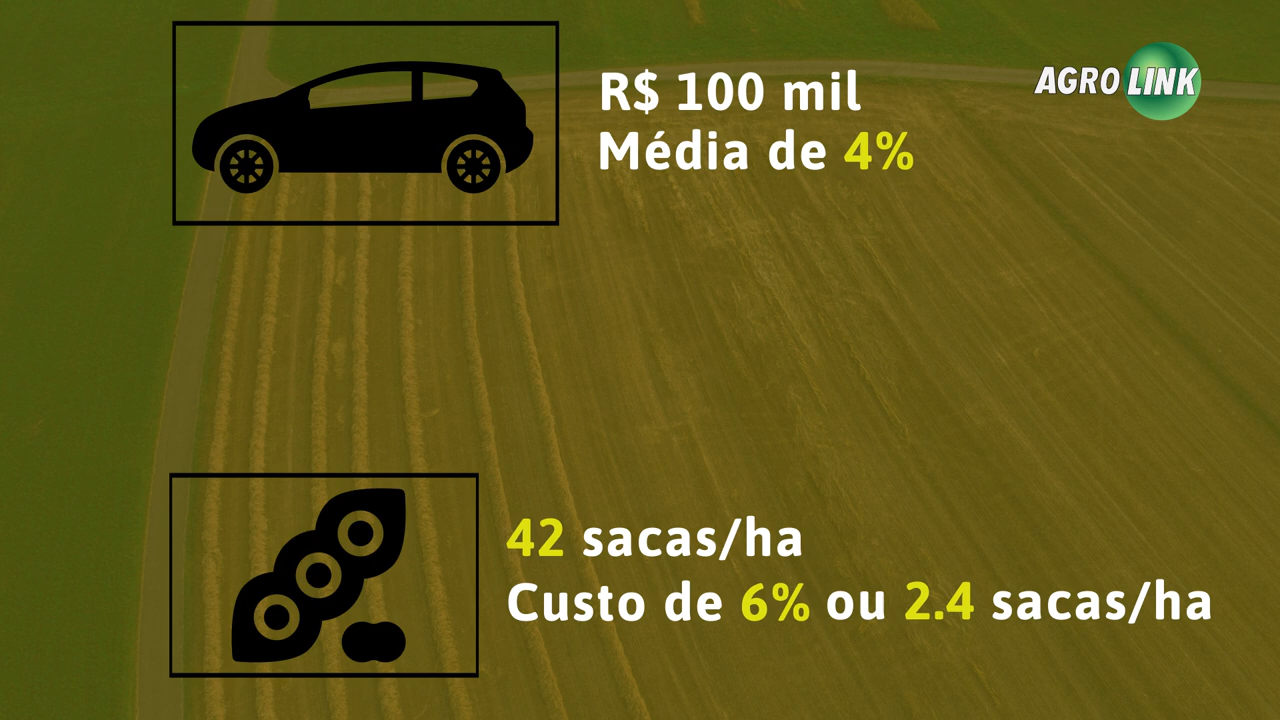 R$ 100 mil
Média de 4%
AGRO LINK
42 sacas/ha
Custo de 6% ou 2.4 sacas/ha